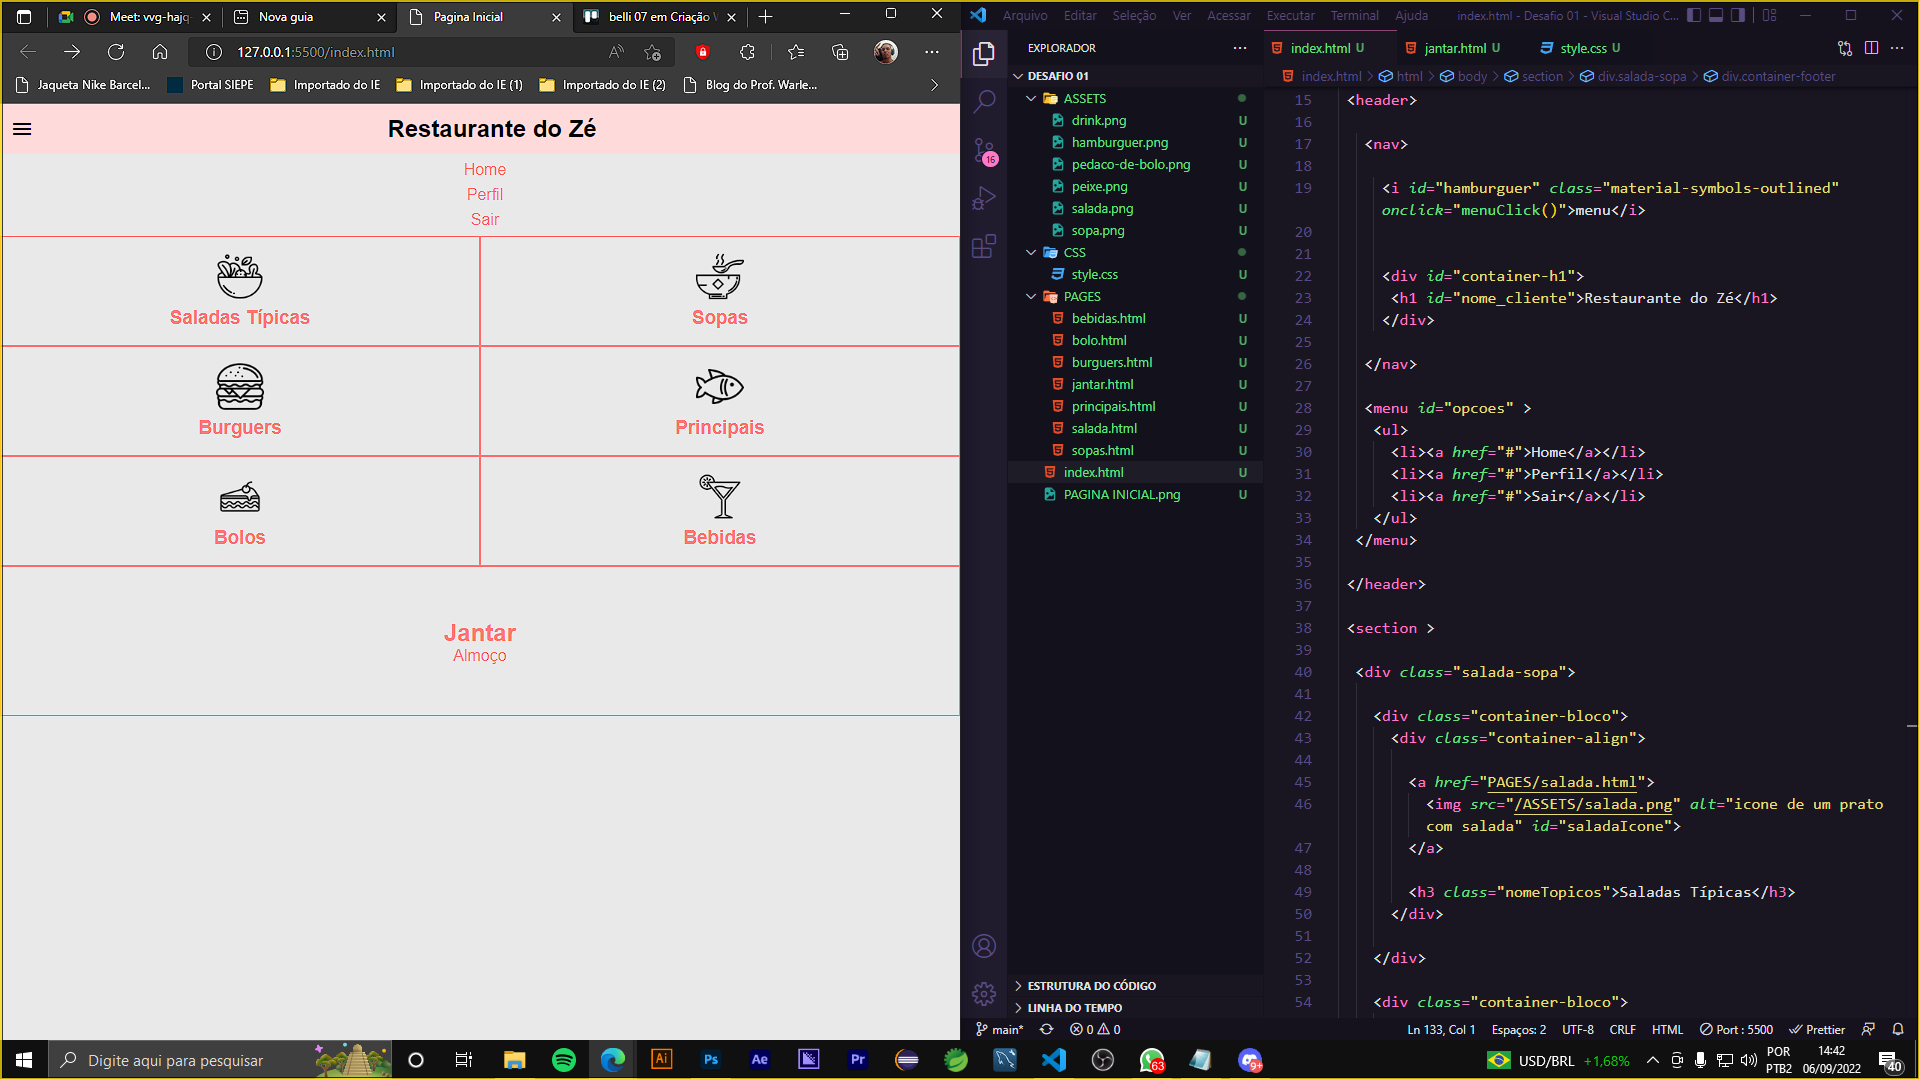 Meet: vvg-hajq
Nova guia
Pagina Inicial
belli 07 em Criação
127.0.0.1:5500/index.html
Jaqueta Nike Barcel...
Portal SIEPE
Importado do IE
Importado do IE (1)
Importado do IE (2)
Blog do Prof. Warle...
Restaurante do Zé
Home
Perfil
Sair
Saladas Típicas
Sopas
Burguers
Principais
Bolos
Bebidas
Jantar
Almoço
Arquivo Editar Seleção Ver Acessar Executar Terminal Ajuda
index.html - Desafio 01 - Visual Studio C...
EXPLORADOR
DESAFIO 01
ASSETS
drink.png U
hamburguer.png U
pedaco-de-bolo.png U
peixe.png U
salada.png U
sopa.png U
CSS
style.css U
PAGES
bebidas.html U
bolo.html U
burguers.html U
jantar.html U
principais.html U
salada.html U
sopas.html U
index.html U
PAGINA INICIAL.png U
16
ESTRUTURA DO CÓDIGO
LINHA DO TEMPO
index.html U
jantar.html U
style.css U
index.html > html > body > section > div.salada-sopa > div.container-footer
15 <header>
16
17 <nav>
18
19 <i id="hamburguer" class="material-symbols-outlined"
onclick="menuClick()">menu</i>
20
21
22 <div id="container-h1">
23 <h1 id="nome_cliente">Restaurante do Zé</h1>
24 </div>
25
26 </nav>
27
28 <menu id="opcoes" >
29 <ul>
30 <li><a href="#">Home</a></li>
31 <li><a href="#">Perfil</a></li>
32 <li><a href="#">Sair</a></li>
33 </ul>
34 </menu>
35
36 </header>
37
38 <section >
39
40 <div class="salada-sopa">
41
42 <div class="container-bloco">
43 <div class="container-align">
44
45 <a href="PAGES/salada.html">
46 <img src="/ASSETS/salada.png" alt="icone de um prato
com salada" id="saladaIcone">
47 </a>
48
49 <h3 class="nomeTopicos">Saladas Típicas</h3>
50 </div>
51
52 </div>
53
54 <div class="container-bloco">
main* 0 0
Ln 133, Col 1 Espaços: 2 UTF-8 CRLF HTML Port : 5500 Prettier
Digite aqui para pesquisar
Ai
Ps
Ae
Pr
63
9+
USD/BRL +1,68%
POR
PTB2
14:42
06/09/2022
40